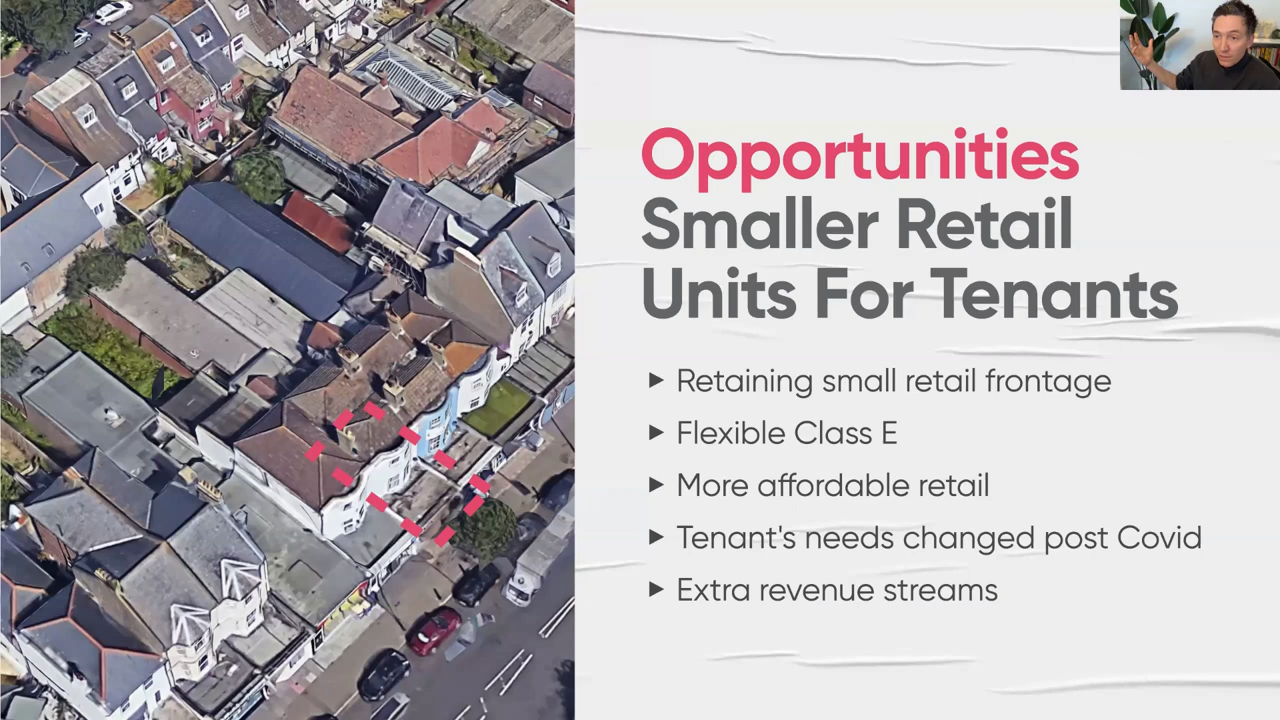 Opportunities
Smaller Retail
Units For Tenants
▸ Retaining small retail frontage
▸ Flexible Class E
▸ More affordable retail
▸ Tenant's needs changed post Covid
▸ Extra revenue streams